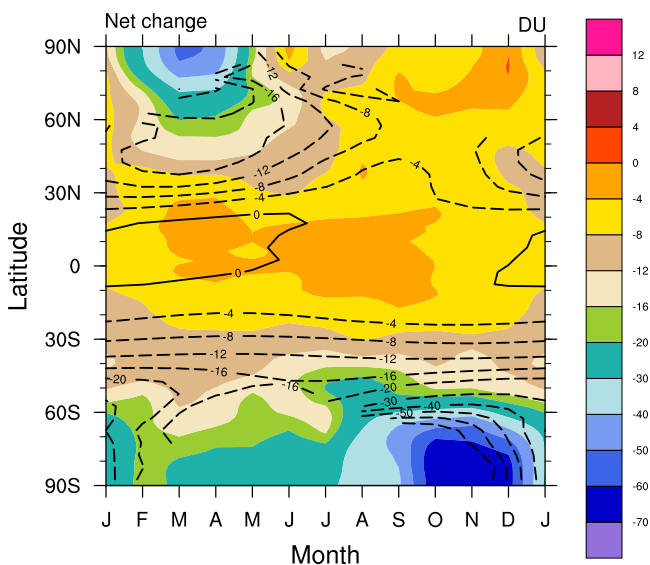 Net change DU
90N
60N
30N
0
30S
60S
90S
Latitude
J F M A M J J A S O N D J
Month
12
8
4
0
-4
-8
-12
-16
-20
-30
-40
-50
-60
-70
-12
-16
-8
-4
-12
-8
-4
0
0
-4 -4
-8 -8
-12 -12
-16 -16
-20 -16 -20
-30 -40
-50